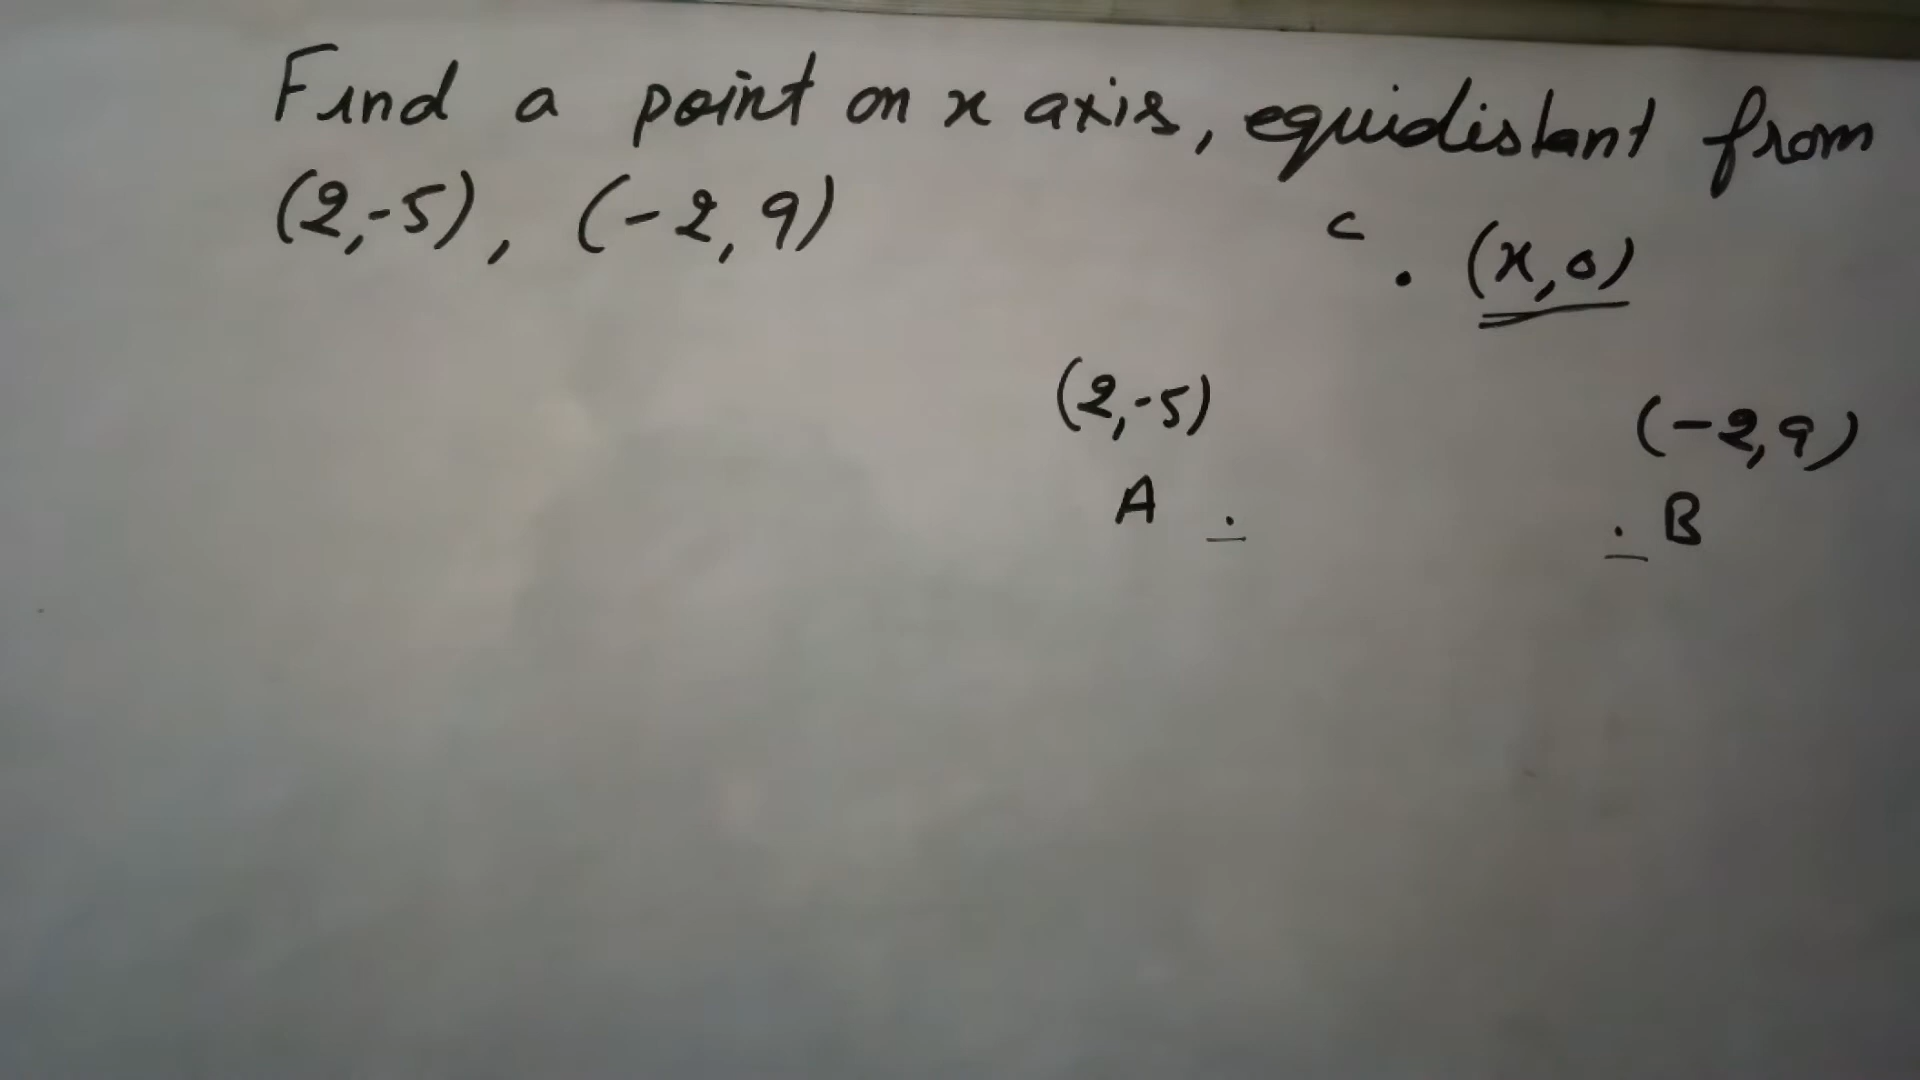 Find a point on x axis, equidistant from
(2,-5), (-2, 9)
C . (x,0)
(2,-5) (-2,9)
A . . B